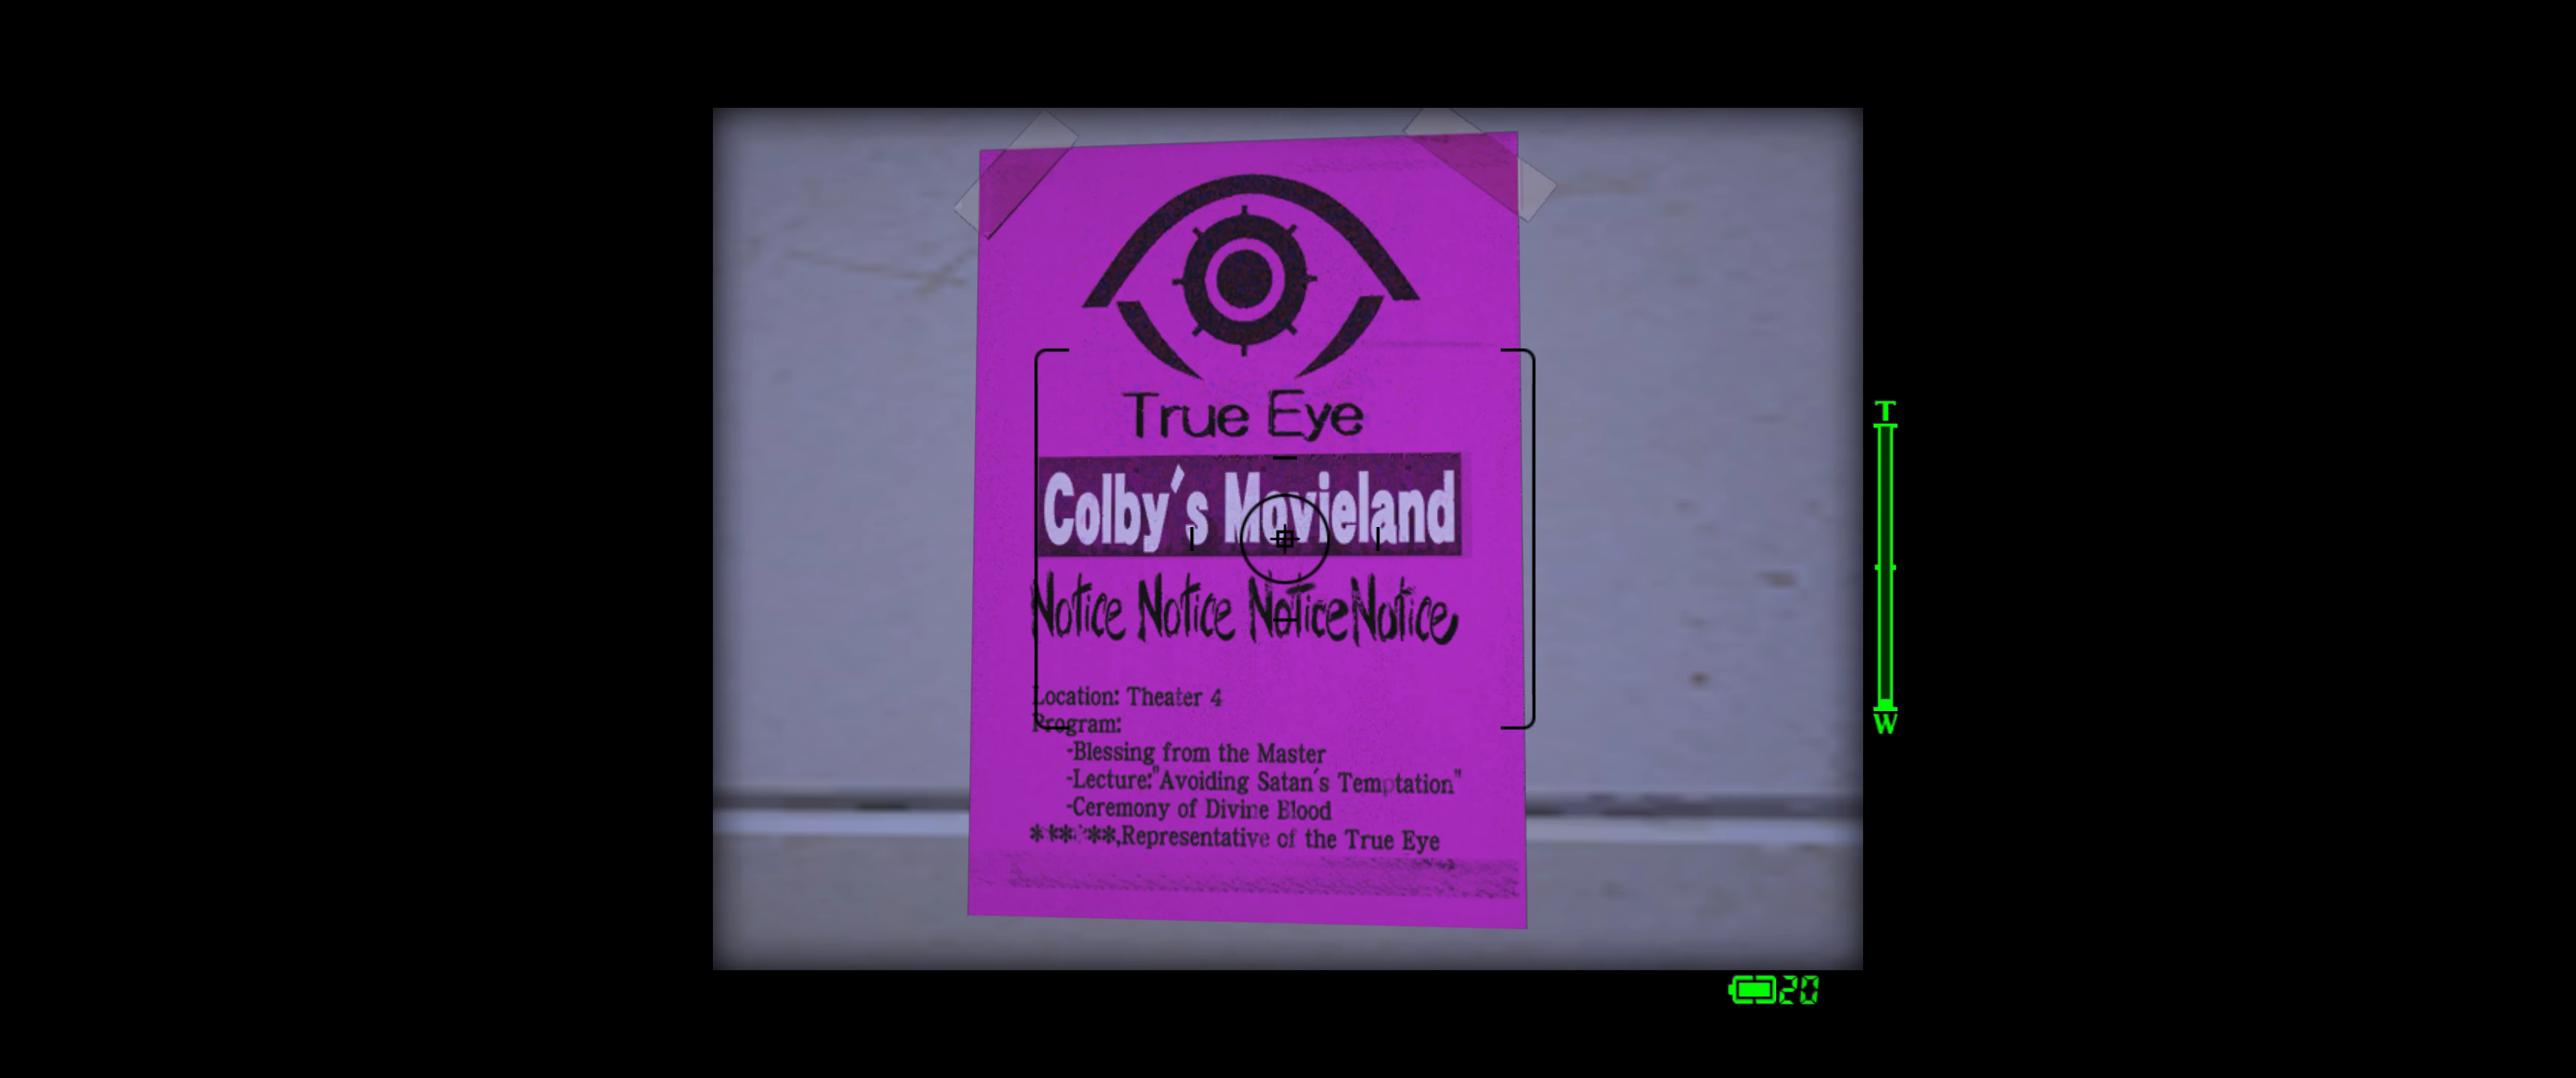 True Eye
Colby's Movieland
Notice Notice Notice Notice
Location: Theater 4
Program:
-Blessing from the Master
-Lecture:"Avoiding Satan's Temptation"
-Ceremony of Divine Blood
******,Representative of the True Eye
T
W
20